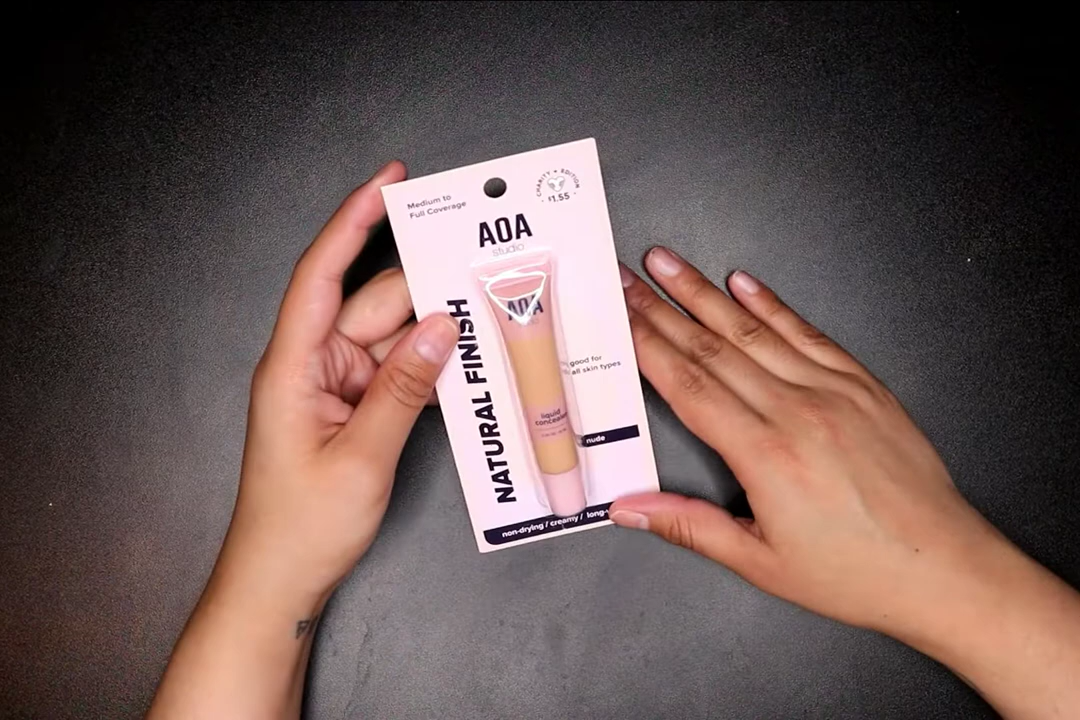 Medium to
Full Coverage
CHARITY • EDITION
$1.55
AOA
studio
AOA
NATURAL FINISH
good for
all skin types
liquid
concealer
nude
non-drying / creamy / long-